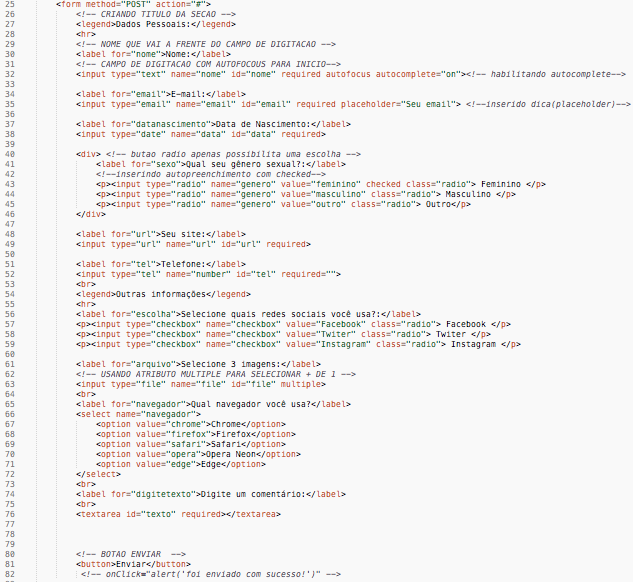 25 <form method="POST" action="#">
26 <!-- CRIANDO TITULO DA SECAO -->
27 <legend>Dados Pessoais:</legend>
28 <hr>
29 <!-- NOME QUE VAI A FRENTE DO CAMPO DE DIGITACAO -->
30 <label for="nome">Nome:</label>
31 <!-- CAMPO DE DIGITACAO COM AUTOFOCOUS PARA INICIO-->
32 <input type="text" name="nome" id="nome" required autofocus autocomplete="on"><!-- habilitando autocomplete-->
33
34 <label for="email">E-mail:</label>
35 <input type="email" name="email" id="email" required placeholder="Seu email"> <!--inserido dica(placeholder)-->
36
37 <label for="datanascimento">Data de Nascimento:</label>
38 <input type="date" name="data" id="data" required>
39
40 <div> <!-- butao radio apenas possibilita uma escolha -->
41 <label for="sexo">Qual seu gênero sexual?:</label>
42 <!--inserindo autopreenchimento com checked-->
43 <p><input type="radio" name="genero" value="feminino" checked class="radio"> Feminino </p>
44 <p><input type="radio" name="genero" value="masculino" class="radio"> Masculino </p>
45 <p><input type="radio" name="genero" value="outro" class="radio"> Outro</p>
46 </div>
47
48 <label for="url">Seu site:</label>
49 <input type="url" name="url" id="url" required>
50
51 <label for="tel">Telefone:</label>
52 <input type="tel" name="number" id="tel" required="">
53 <br>
54 <legend>Outras informações</legend>
55 <hr>
56 <label for="escolha">Selecione quais redes sociais você usa?:</label>
57 <p><input type="checkbox" name="checkbox" value="Facebook" class="radio"> Facebook </p>
58 <p><input type="checkbox" name="checkbox" value="Twiter" class="radio"> Twiter </p>
59 <p><input type="checkbox" name="checkbox" value="Instagram" class="radio"> Instagram </p>
60
61 <label for="arquivo">Selecione 3 imagens:</label>
62 <!-- USANDO ATRIBUTO MULTIPLE PARA SELECIONAR + DE 1 -->
63 <input type="file" name="file" id="file" multiple>
64 <br>
65 <label for="navegador">Qual navegador você usa?</label>
66 <select name="navegador">
67 <option value="chrome">Chrome</option>
68 <option value="firefox">Firefox</option>
69 <option value="safari">Safari</option>
70 <option value="opera">Opera Neon</option>
71 <option value="edge">Edge</option>
72 </select>
73 <br>
74 <label for="digitetexto">Digite um comentário:</label>
75 <br>
76 <textarea id="texto" required></textarea>
77
78
79
80 <!-- BOTAO ENVIAR -->
81 <button>Enviar</button>
82 <!-- onClick="alert('foi enviado com sucesso!')" -->